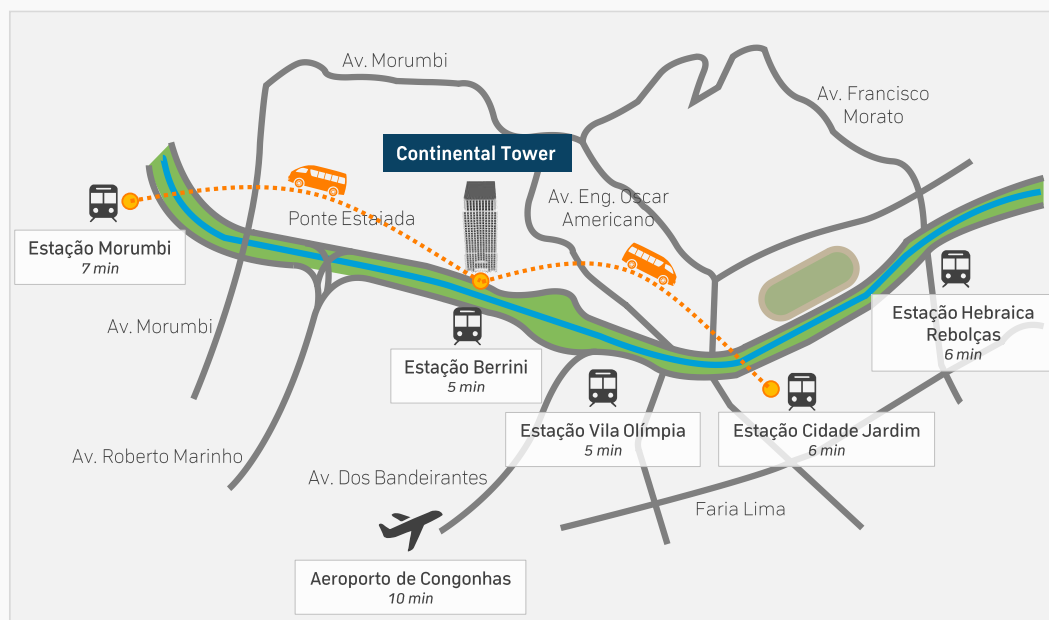 Av. Morumbi
Av. Francisco
Morato
Continental Tower
Av. Eng. Oscar
Americano
Ponte Estaiada
Estação Morumbi
7 min
Av. Morumbi
Estação Hebraica
Rebolças
6 min
Estação Berrini
5 min
Estação Vila Olímpia
5 min
Estação Cidade Jardim
6 min
Av. Roberto Marinho
Av. Dos Bandeirantes
Faria Lima
Aeroporto de Congonhas
10 min